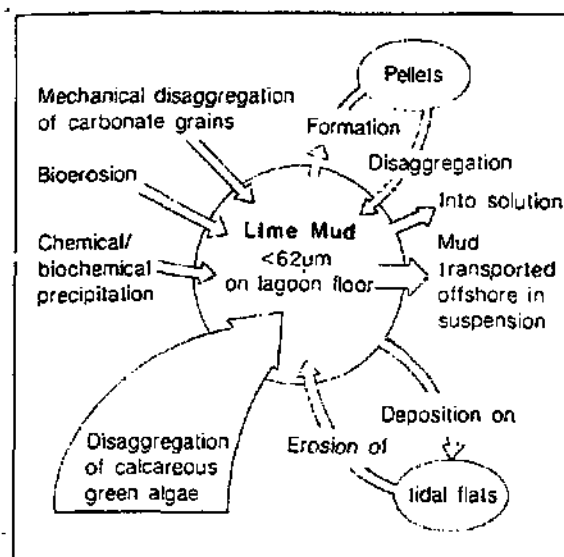 Pellets
Mechanical disaggregation
of carbonate grains
Formation
Bioerosion
Disaggregation
Into solution
Lime Mud
<62µm
on lagoon floor
Chemical/
biochemical
precipitation
Mud
transported
offshore in
suspension
Disaggregation
of calcareous
green algae
Erosion of
Deposition on
tidal flats